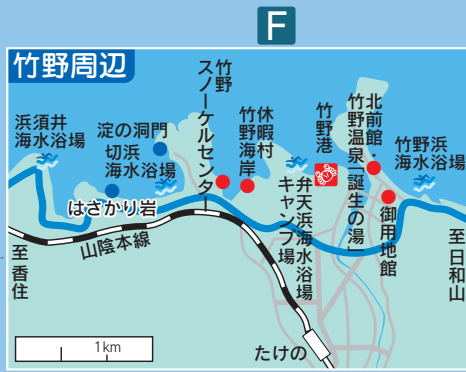 F
竹野周辺
浜須井
海水浴場
淀の洞門
切浜
海水浴場
はさかり岩
竹野
スノーケルセンター
休暇村
竹野海岸
弁天浜海水浴場
キャンプ場
竹野港
北前館・
竹野温泉「誕生の湯」
御用地館
竹野浜
海水浴場
至日和山
至香住
山陰本線
たけの
1km